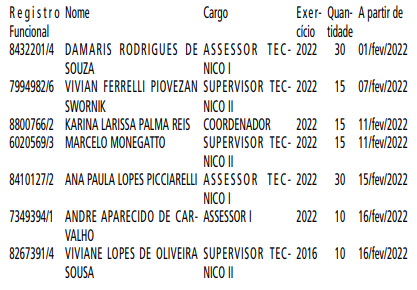 Registro Nome Cargo Exer- Quan- A partir de
Funcional cício tidade
8432201/4 DAMARIS RODRIGUES DE ASSESSOR TEC- 2022 30 01/fev/2022
SOUZA NICO I
7994982/6 VIVIAN FERRELLI PIOVEZAN SUPERVISOR TEC- 2022 15 07/fev/2022
SWORNIK NICO II
8800766/2 KARINA LARISSA PALMA REIS COORDENADOR 2022 15 11/fev/2022
6020569/3 MARCELO MONEGATTO SUPERVISOR TEC- 2022 15 11/fev/2022
NICO II
8410127/2 ANA PAULA LOPES PICCIARELLI ASSESSOR TEC- 2022 30 15/fev/2022
NICO I
7349394/1 ANDRE APARECIDO DE CAR- ASSESSOR I 2022 10 16/fev/2022
VALHO
8267391/4 VIVIANE LOPES DE OLIVEIRA SUPERVISOR TEC- 2016 10 16/fev/2022
SOUSA NICO II